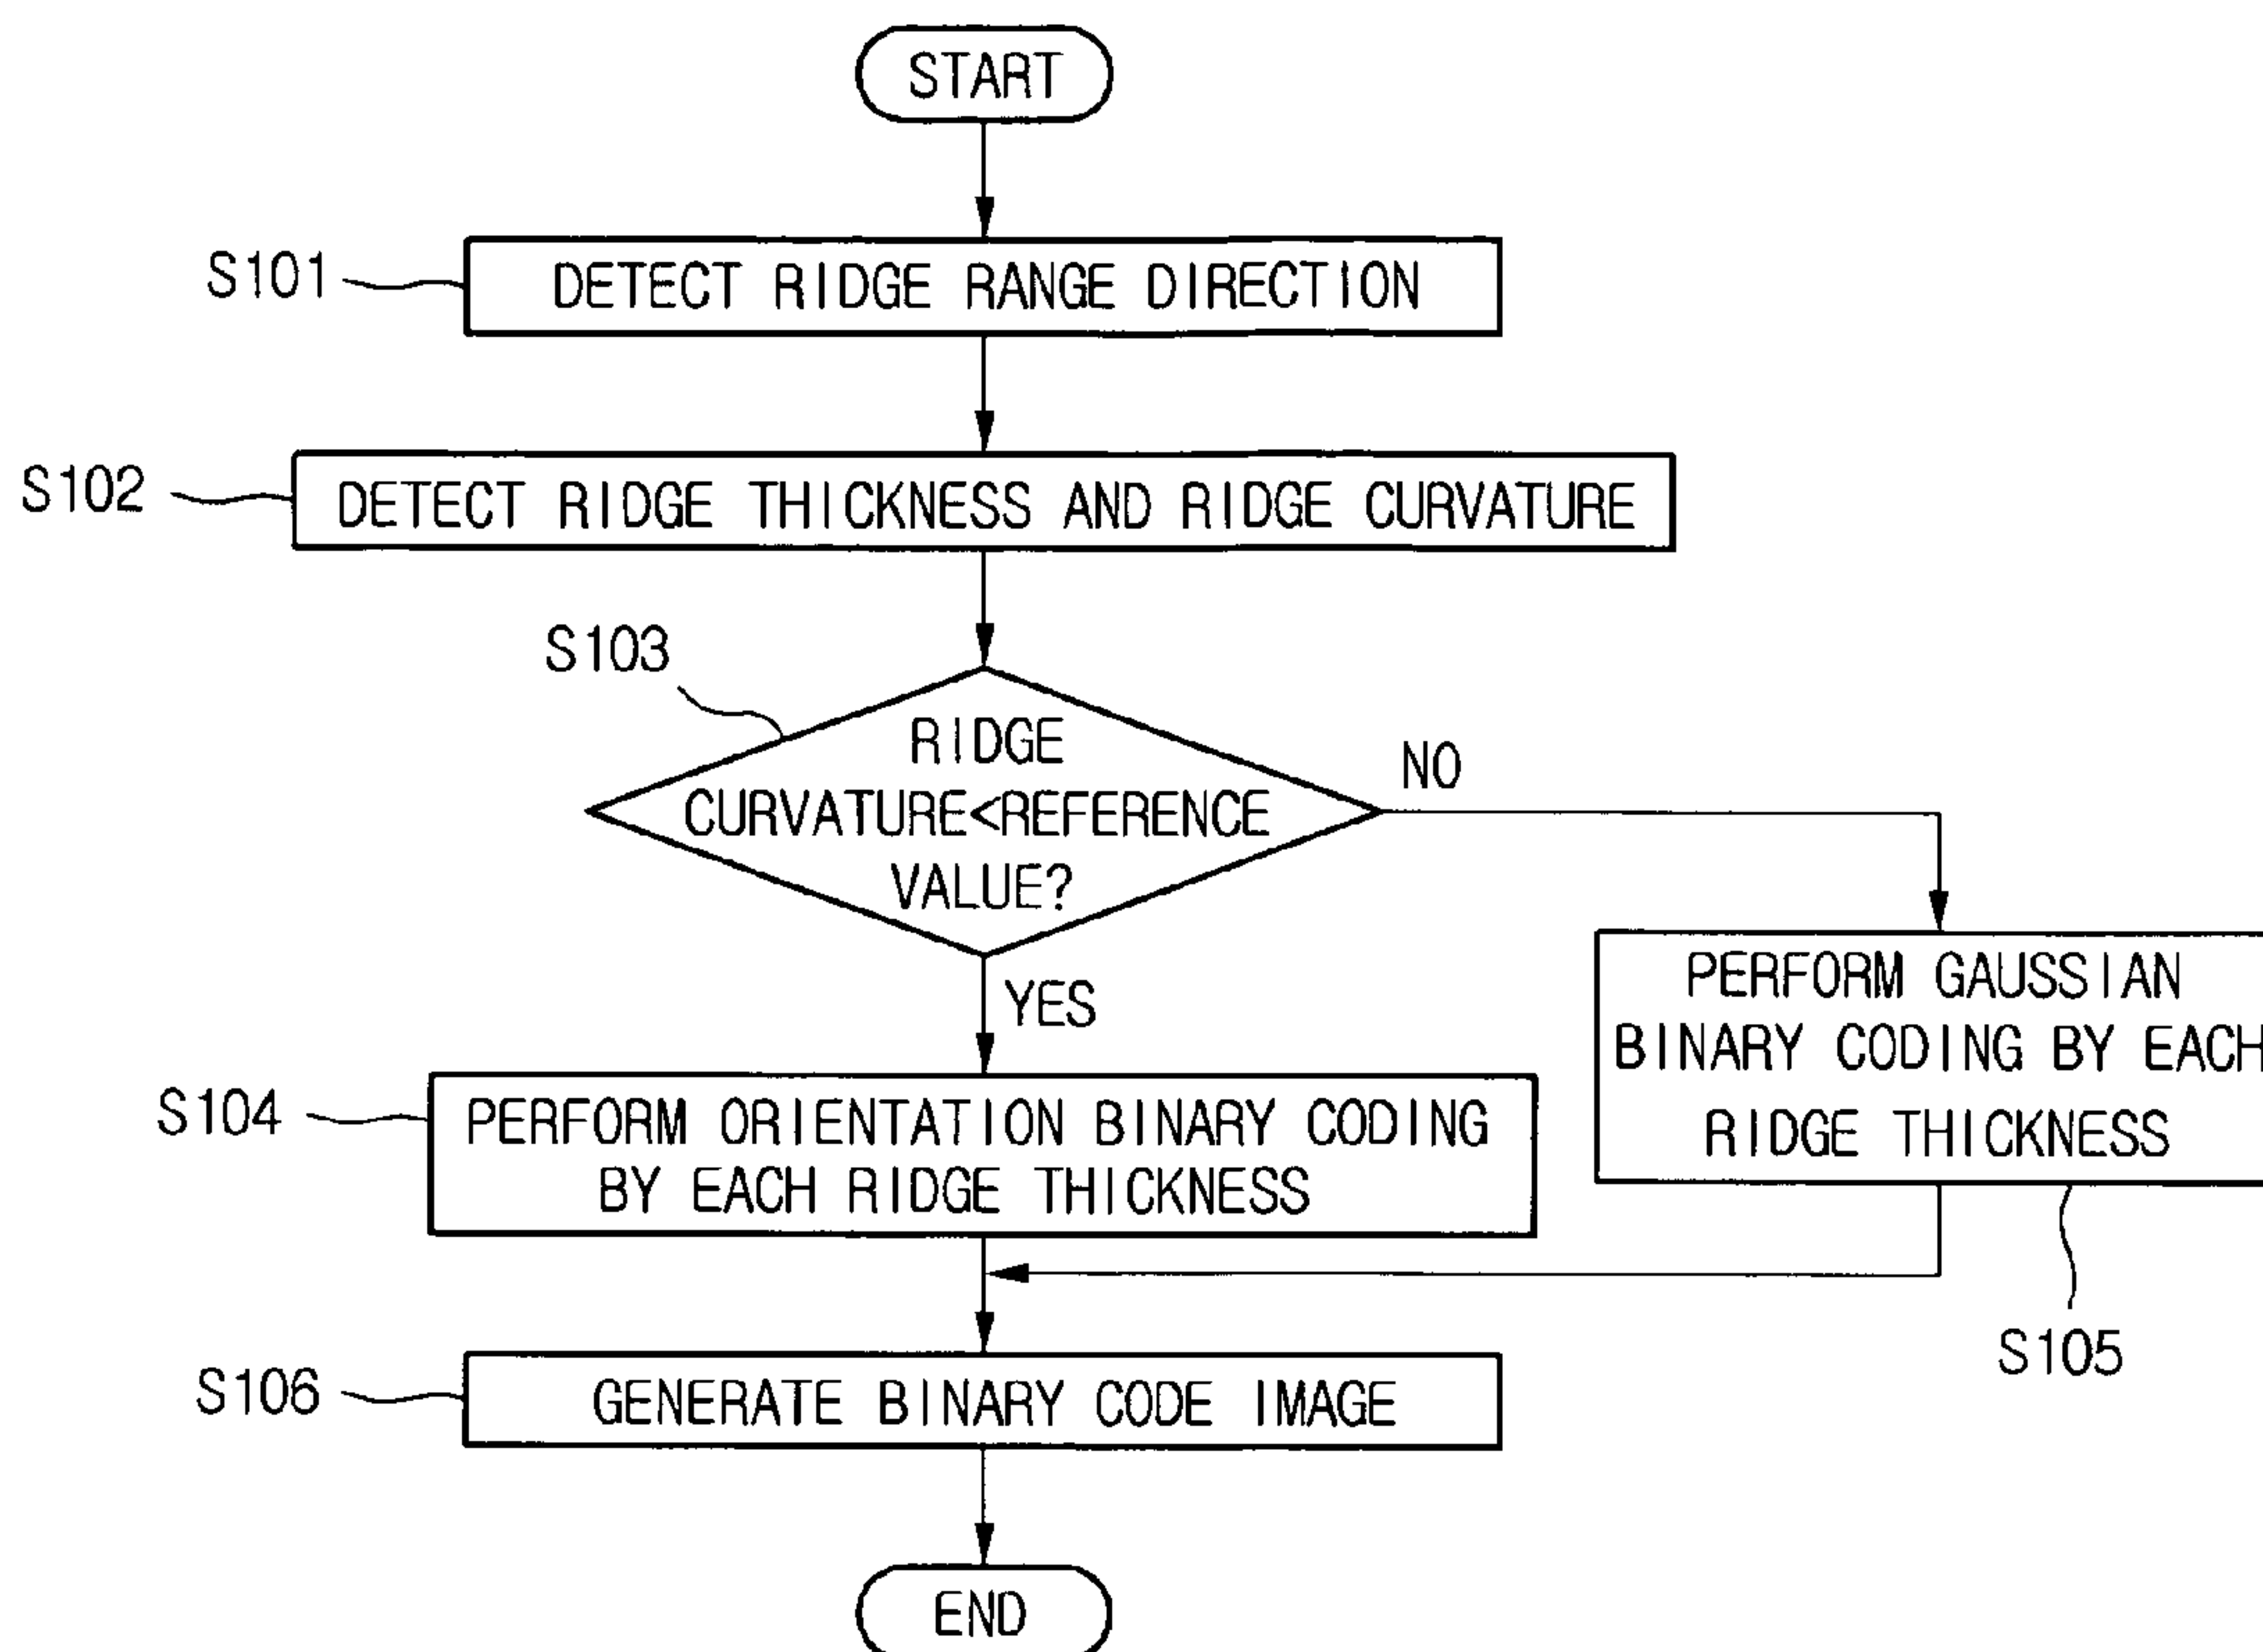 START
S101
DETECT RIDGE RANGE DIRECTION
S102
DETECT RIDGE THICKNESS AND RIDGE CURVATURE
S103
RIDGE
CURVATURE<REFERENCE
VALUE?
NO
YES
PERFORM GAUSSIAN
BINARY CODING BY EACH
RIDGE THICKNESS
S104
PERFORM ORIENTATION BINARY CODING
BY EACH RIDGE THICKNESS
S105
S106
GENERATE BINARY CODE IMAGE
END